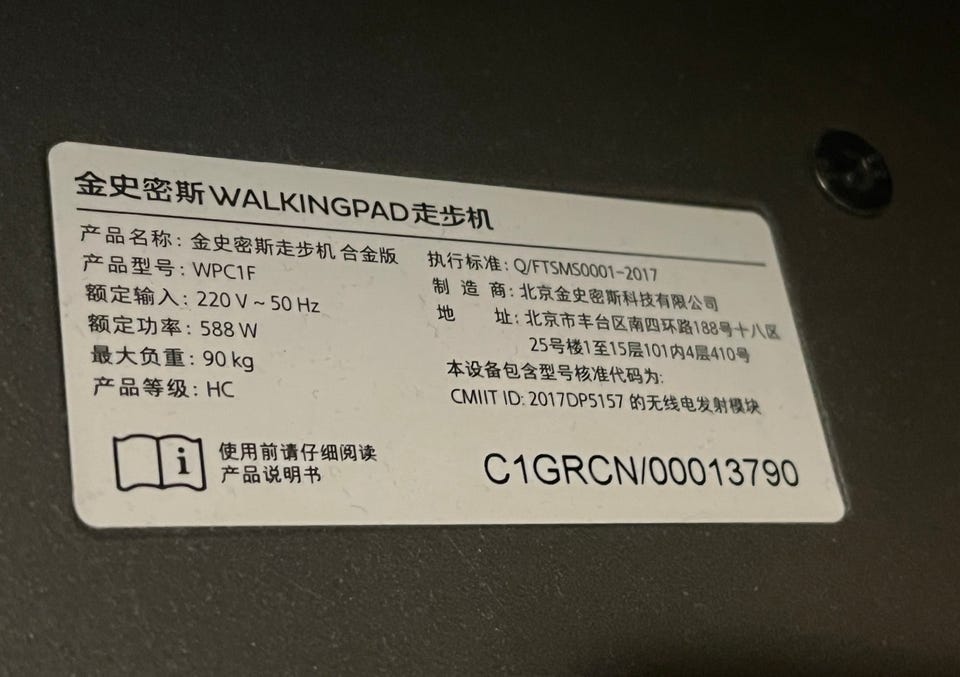 金史密斯WALKINGPAD走步机
产品名称: 金史密斯走步机 合金版
产品型号: WPC1F
额定输入: 220 V ~ 50 Hz
额定功率: 588 W
最大负重: 90 kg
产品等级: HC
执行标准: Q/FTSMS0001-2017
制 造 商: 北京金史密斯科技有限公司
地 址: 北京市丰台区南四环路188号十八区
25号楼1至15层101内4层410号
本设备包含型号核准代码为:
CMIIT ID: 2017DP5157 的无线电发射模块
i
使用前请仔细阅读
产品说明书
C1GRCN/00013790